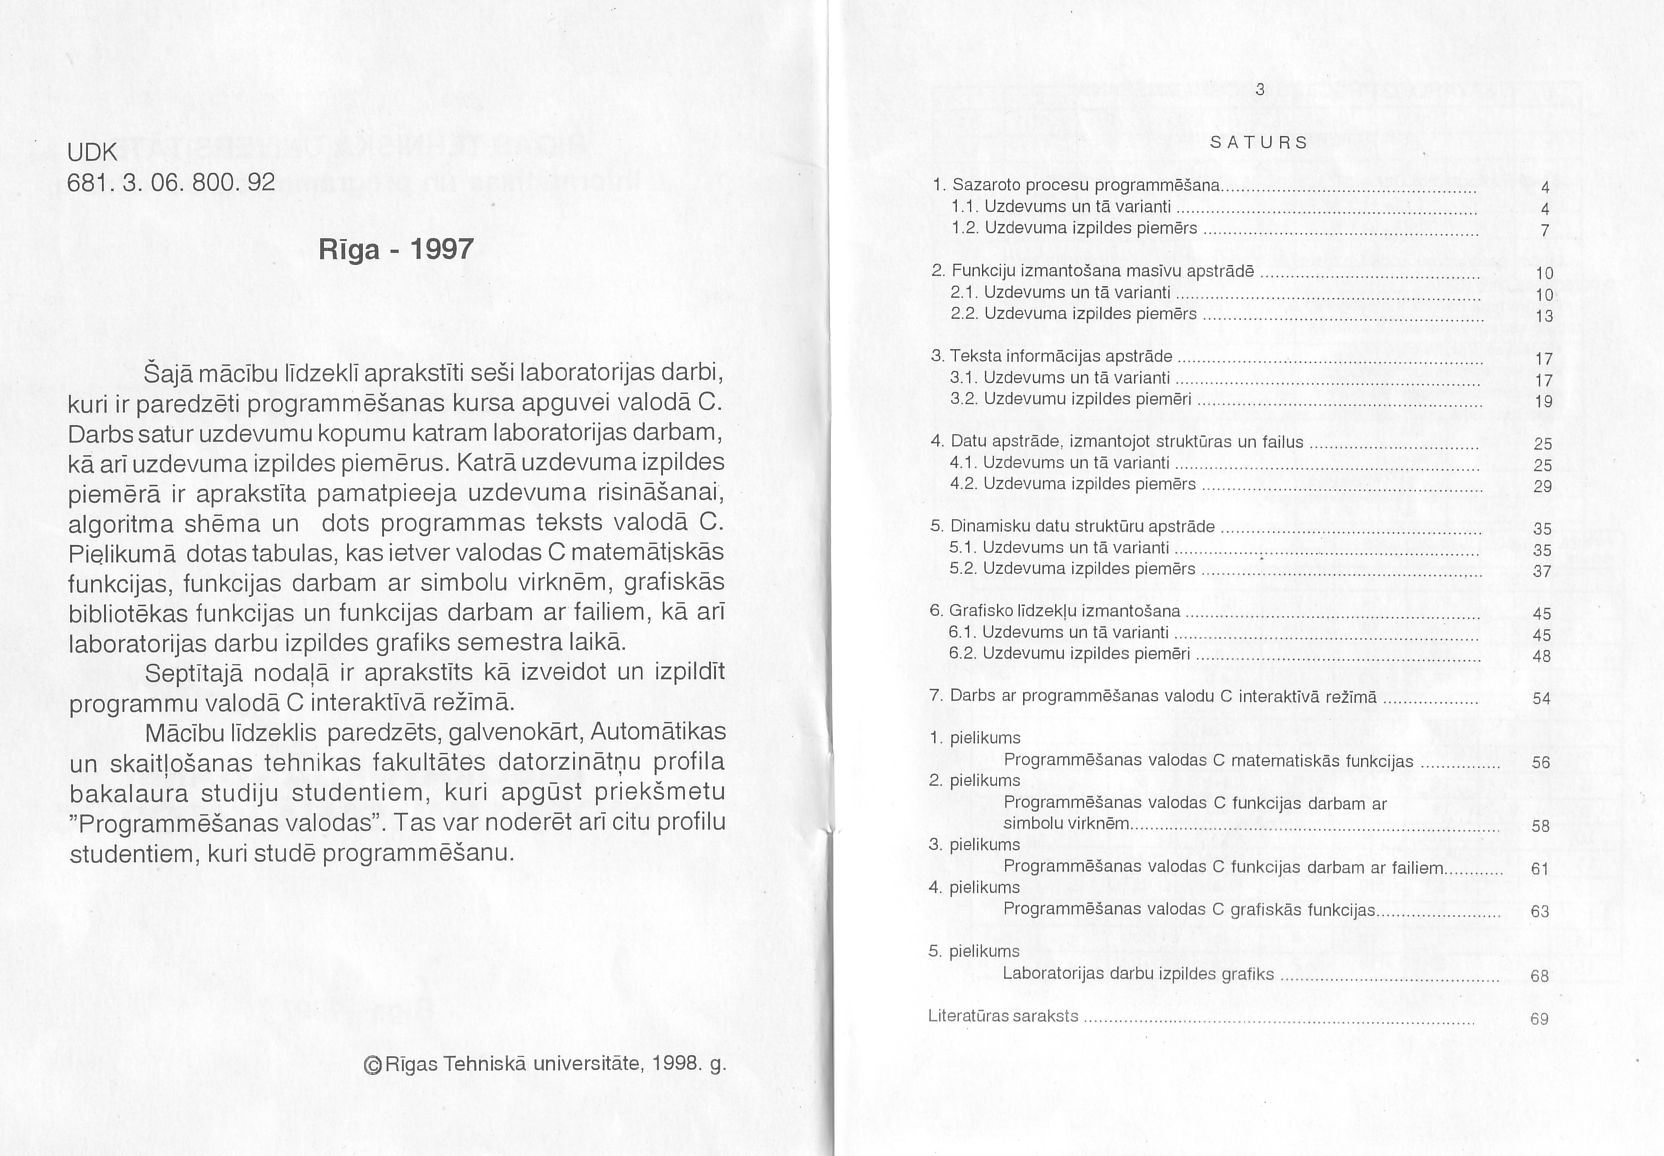 UDK
681. 3. 06. 800. 92
Rīga - 1997
Šajā mācību līdzeklī aprakstīti seši laboratorijas darbi,
kuri ir paredzēti programmēšanas kursa apguvei valodā C.
Darbs satur uzdevumu kopumu katram laboratorijas darbam,
kā arī uzdevuma izpildes piemērus. Katrā uzdevuma izpildes
piemērā ir aprakstīta pamatpieeja uzdevuma risināšanai,
algoritma shēma un dots programmas teksts valodā C.
Pielikumā dotas tabulas, kas ietver valodas C matemātiskās
funkcijas, funkcijas darbam ar simbolu virknēm, grafiskās
bibliotēkas funkcijas un funkcijas darbam ar failiem, kā arī
laboratorijas darbu izpildes grafiks semestra laikā.
Septītajā nodaļā ir aprakstīts kā izveidot un izpildīt
programmu valodā C interaktīvā režīmā.
Mācību līdzeklis paredzēts, galvenokārt, Automātikas
un skaitļošanas tehnikas fakultātes datorzinātņu profila
bakalaura studiju studentiem, kuri apgūst priekšmetu
”Programmēšanas valodas”. Tas var noderēt arī citu profilu
studentiem, kuri studē programmēšanu.
©Rīgas Tehniskā universitāte, 1998. g.
3
SATURS
1. Sazaroto procesu programmēšana.................................................. 4
1.1. Uzdevums un tā varianti .......................................................... 4
1.2. Uzdevuma izpildes piemērs ..................................................... 7
2. Funkciju izmantošana masīvu apstrādē ........................................... 10
2.1. Uzdevums un tā varianti ........................................................... 10
2.2. Uzdevuma izpildes piemērs ...................................................... 13
3. Teksta informācijas apstrāde ........................................................... 17
3.1. Uzdevums un tā varianti ........................................................... 17
3.2. Uzdevumu izpildes piemēri ....................................................... 19
4. Datu apstrāde, izmantojot struktūras un failus ................................. 25
4.1. Uzdevums un tā varianti ........................................................... 25
4.2. Uzdevuma izpildes piemērs ...................................................... 29
5. Dinamisku datu struktūru apstrāde .................................................. 35
5.1. Uzdevums un tā varianti ........................................................... 35
5.2. Uzdevuma izpildes piemērs ...................................................... 37
6. Grafisko līdzekļu izmantošana ......................................................... 45
6.1. Uzdevums un tā varianti ........................................................... 45
6.2. Uzdevumu izpildes piemēri ....................................................... 48
7. Darbs ar programmēšanas valodu C interaktīvā režīmā ................... 54
1. pielikums
Programmēšanas valodas C matematiskās funkcijas ................ 56
2. pielikums
Programmēšanas valodas C funkcijas darbam ar
simbolu virknēm......................................................................... 58
3. pielikums
Programmēšanas valodas C funkcijas darbam ar failiem............ 61
4. pielikums
Programmēšanas valodas C grafiskās funkcijas......................... 63
5. pielikums
Laboratorijas darbu izpildes grafiks ........................................... 68
Literatūras saraksts ............................................................................. 69